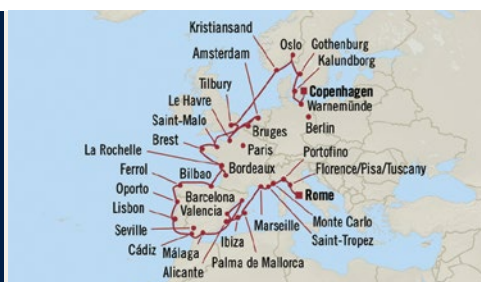 Kristiansand
Oslo
Amsterdam
Gothenburg
Kalundborg
Tilbury
Copenhagen
Le Havre
Warnemünde
Saint-Malo
Bruges
Berlin
Brest
Paris
La Rochelle
Portofino
Bordeaux
Florence/Pisa/Tuscany
Ferrol
Bilbao
Oporto
Barcelona
Rome
Lisbon
Valencia
Monte Carlo
Seville
Marseille
Saint-Tropez
Cádiz
Málaga
Ibiza
Alicante
Palma de Mallorca